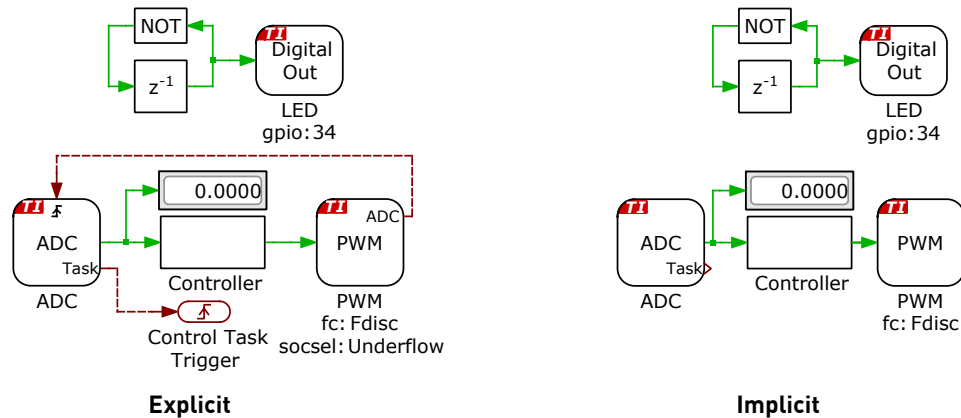 NOT
TI
Digital
Out
z-1
LED
gpio:34
0.0000
TI
ADC
Task
ADC
Controller
TI
ADC
PWM
PWM
fc: Fdisc
socsel: Underflow
Control Task
Trigger
Explicit
NOT
TI
Digital
Out
z-1
LED
gpio:34
0.0000
TI
ADC
Task
ADC
Controller
TI
PWM
PWM
fc: Fdisc
Implicit